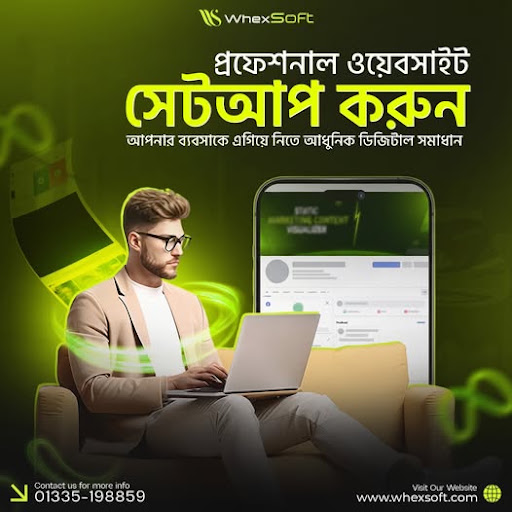 WhexSoft
প্রফেশনাল ওয়েবসাইট
সেটআপ করুন
আপনার ব্যবসাকে এগিয়ে নিতে আধুনিক ডিজিটাল সমাধান
STATIC
MARKETING CONTENT
VISUALIZER
Contact us for more info
01335-198859
Visit Our Website
www.whexsoft.com